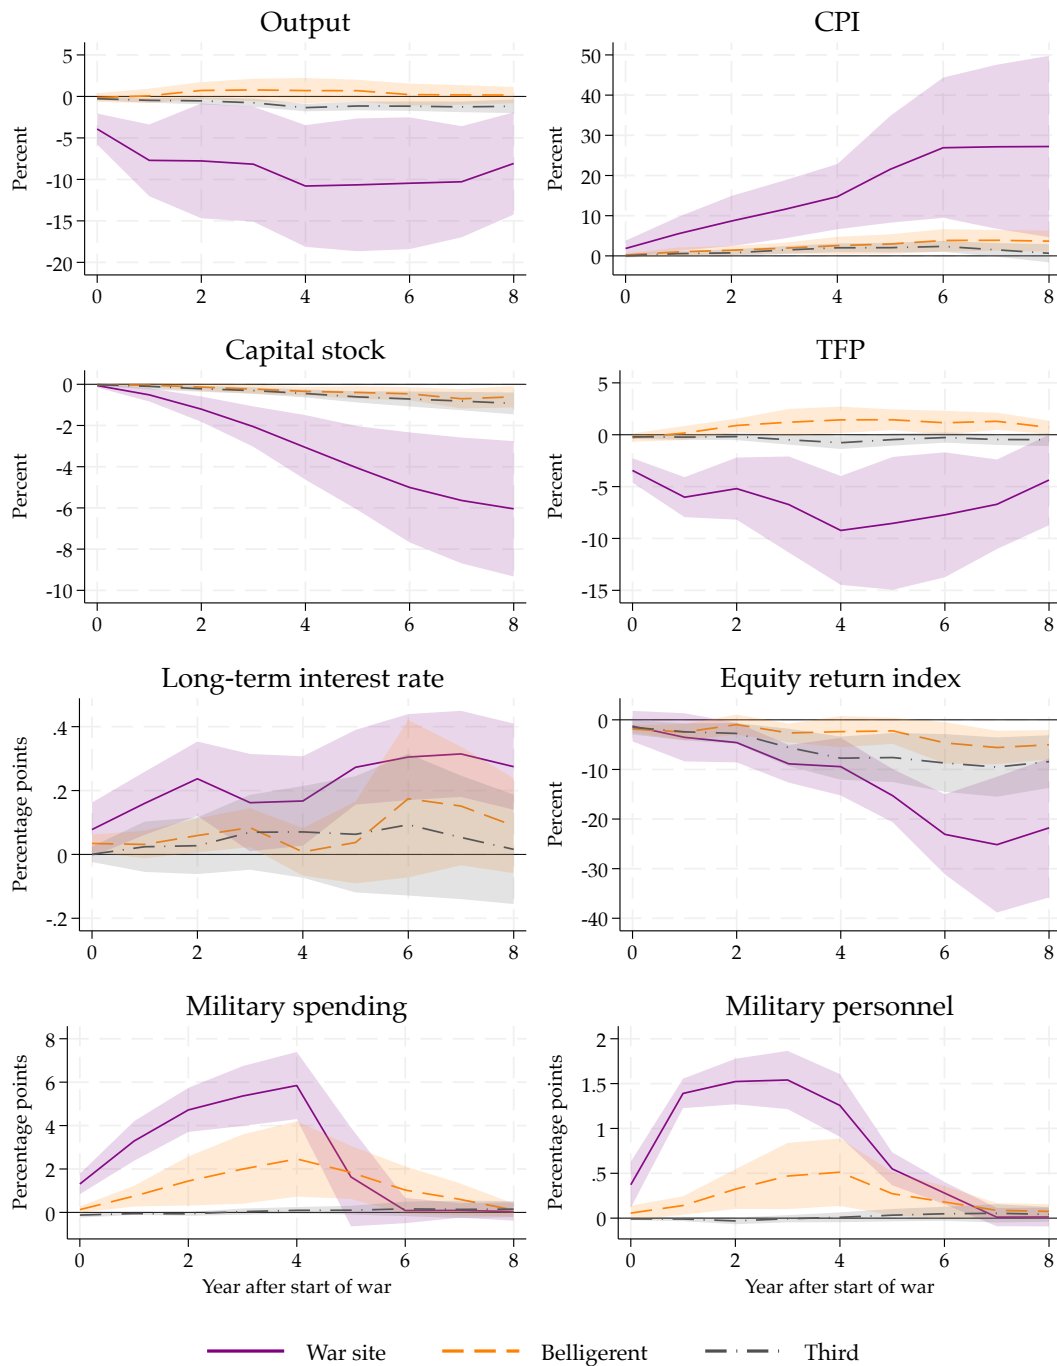 Output
CPI
5
0
-5
-10
-15
-20
Percent
0 2 4 6 8
50
40
30
20
10
0
Percent
0 2 4 6 8
Capital stock
TFP
0
-2
-4
-6
-8
-10
Percent
0 2 4 6 8
5
0
-5
-10
-15
Percent
0 2 4 6 8
Long-term interest rate
Equity return index
.4
.2
0
-.2
Percentage points
0 2 4 6 8
0
-10
-20
-30
-40
Percent
0 2 4 6 8
Military spending
Military personnel
8
6
4
2
0
Percentage points
0 2 4 6 8
Year after start of war
2
1.5
1
.5
0
Percentage points
0 2 4 6 8
Year after start of war
War site Belligerent Third